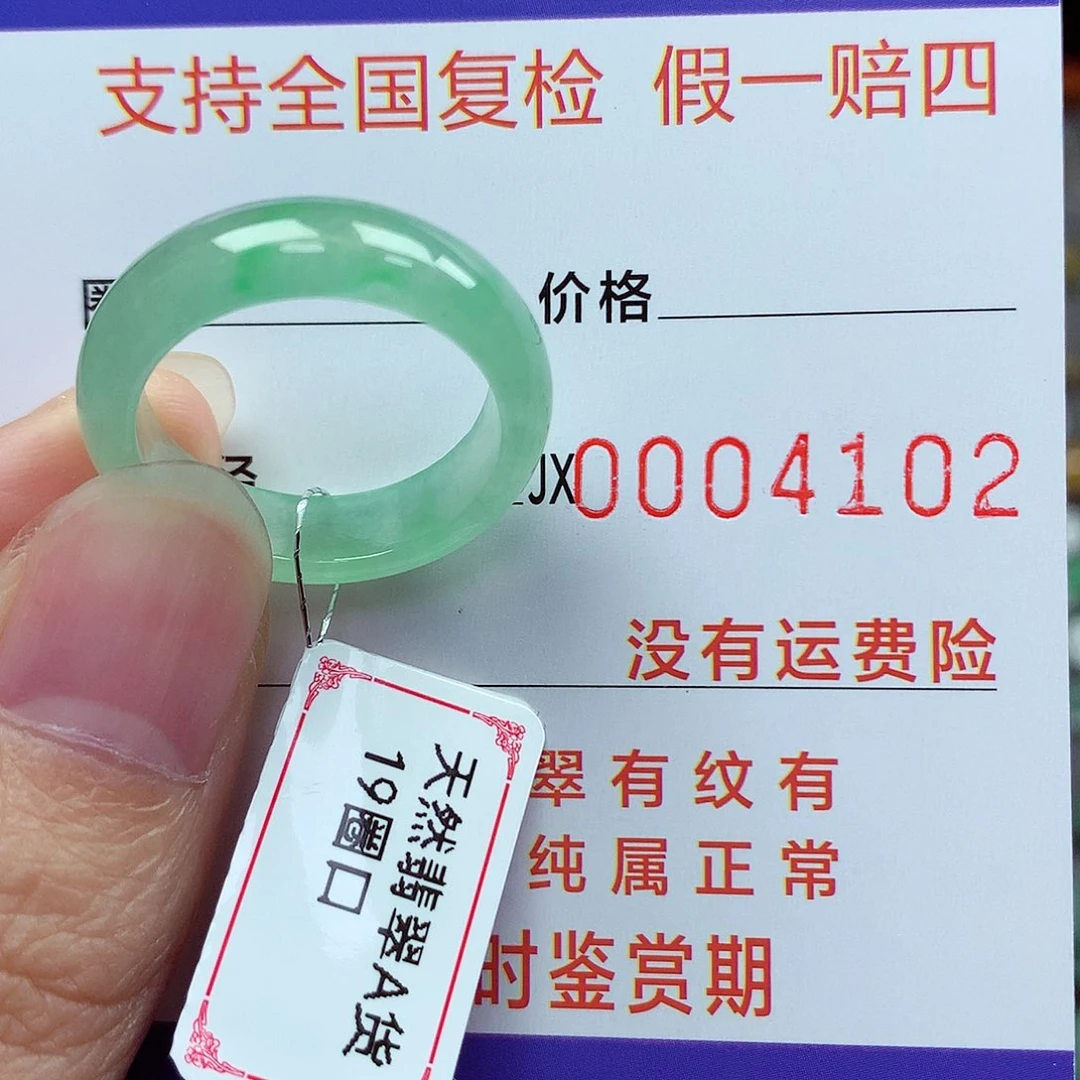 支持全国复检 假一赔四
圈
价格
径
JX0004102
没有运费险
翠有纹有
纯属正常
时鉴赏期
天然翡翠A货
19圈口